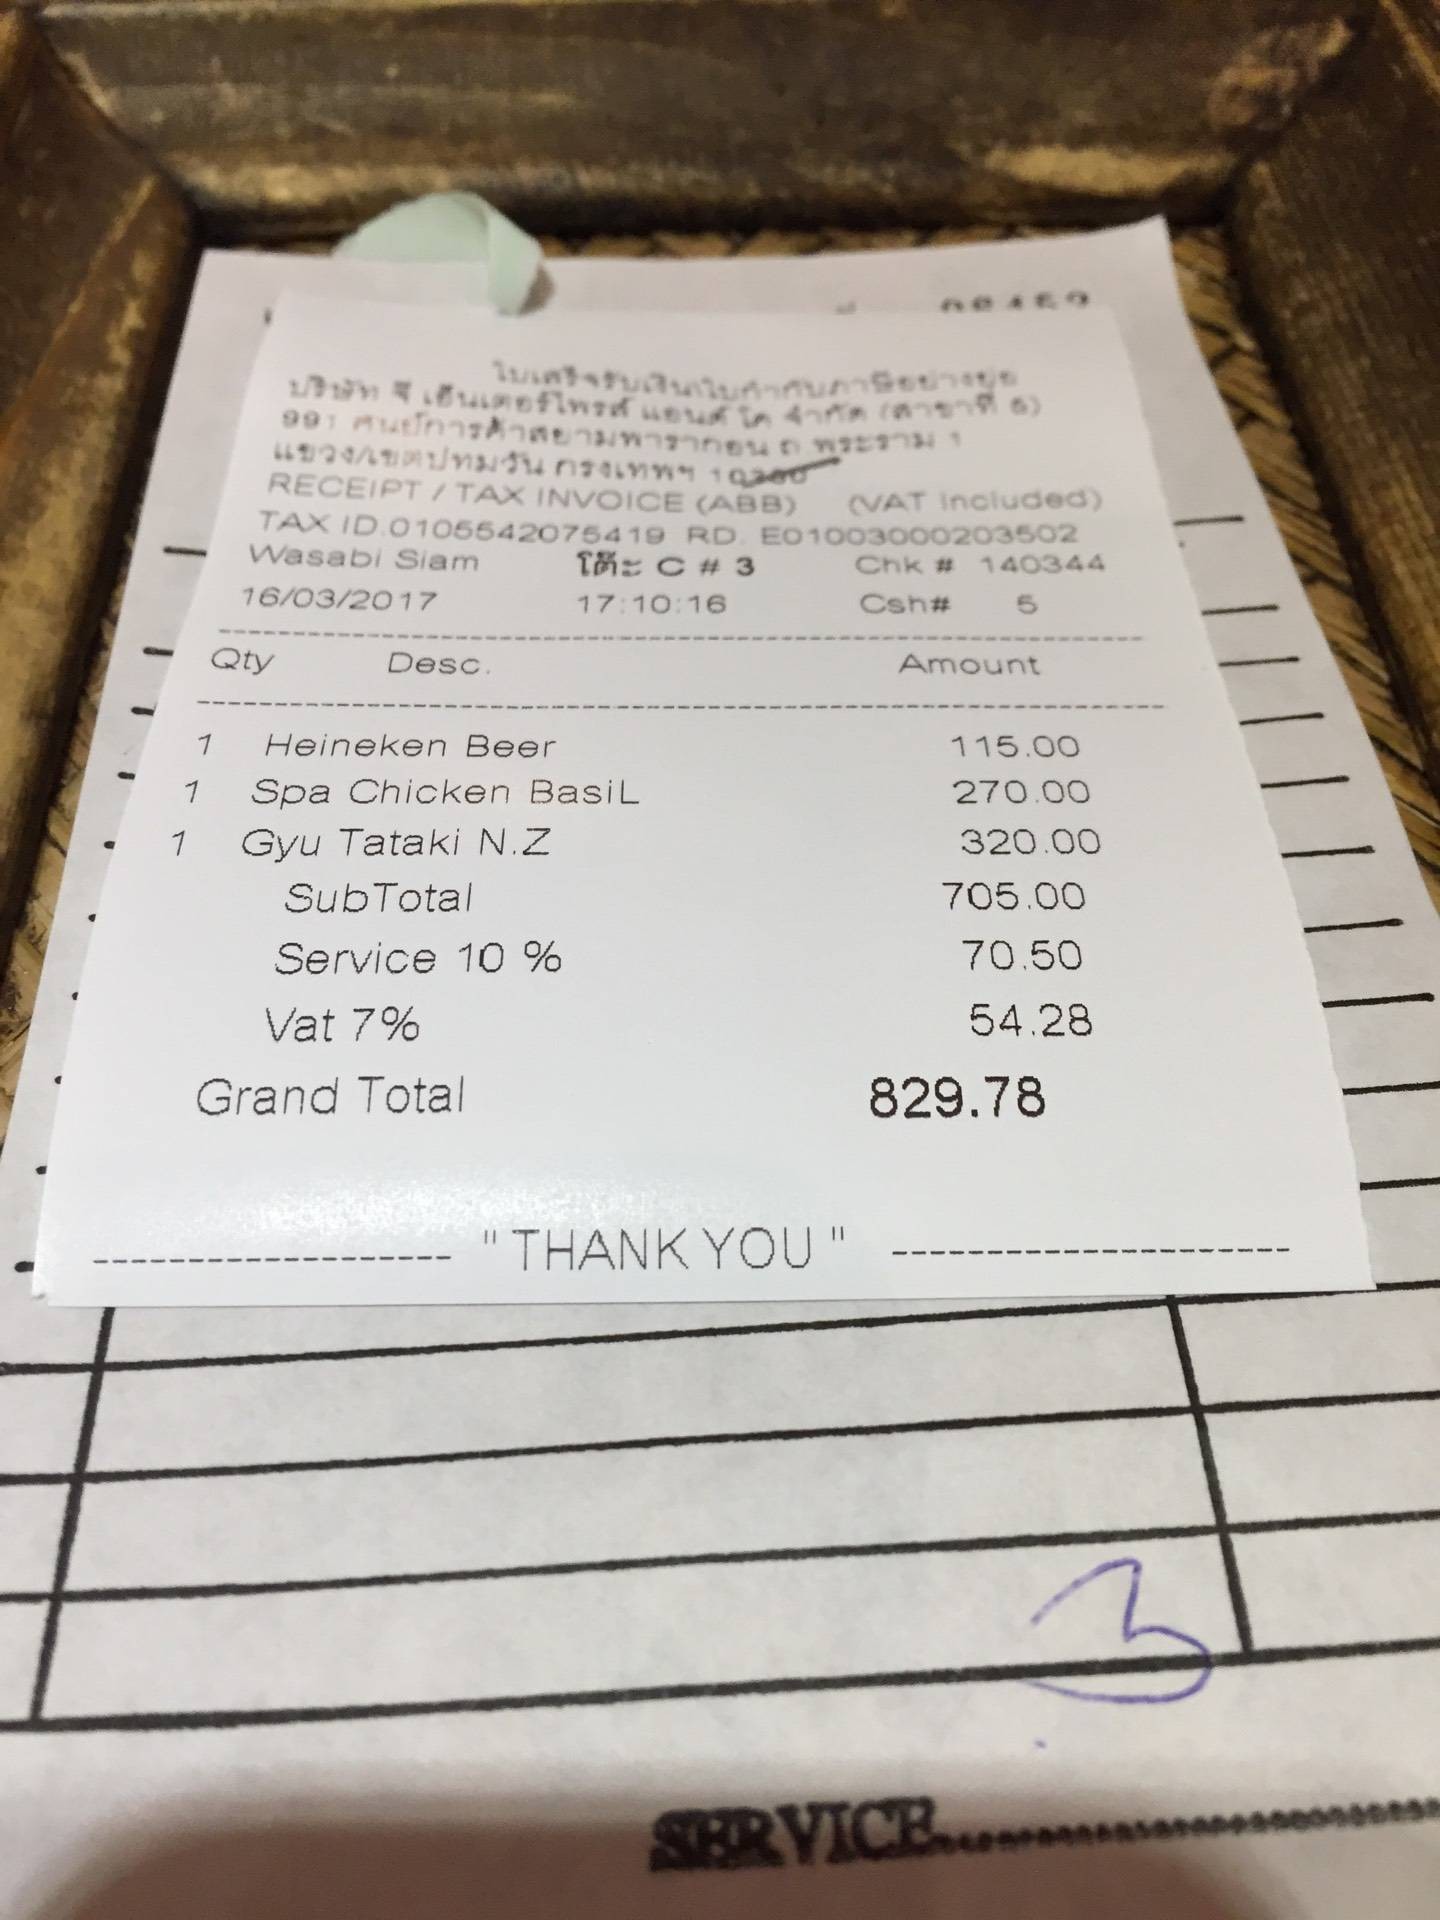 ใบเสร็จรับเงิน/ใบกำกับภาษีอย่างย่อ
บริษัท จี เอ็นเตอร์ไพรส์ แอนด์ โค จำกัด (สาขาที่ 5)
991 ศูนย์การค้าสยามพารากอน ถ พระราม 1
แขวง/เขตปทุมวัน กรุงเทพฯ
RECEIPT / TAX INVOICE (ABB) (VAT included)
TAX ID.0105542075419 RD. E01003000203502
Wasabi Siam โต๊ะ C # 3 Chk # 140344
16/03/2017 17:10:16 Csh# 5
Qty Desc. Amount
1 Heineken Beer 115.00
1 Spa Chicken BasiL 270.00
1 Gyu Tataki N.Z 320.00
SubTotal 705.00
Service 10 % 70.50
Vat 7% 54.28
Grand Total 829.78
" THANK YOU "
3
SERVICE